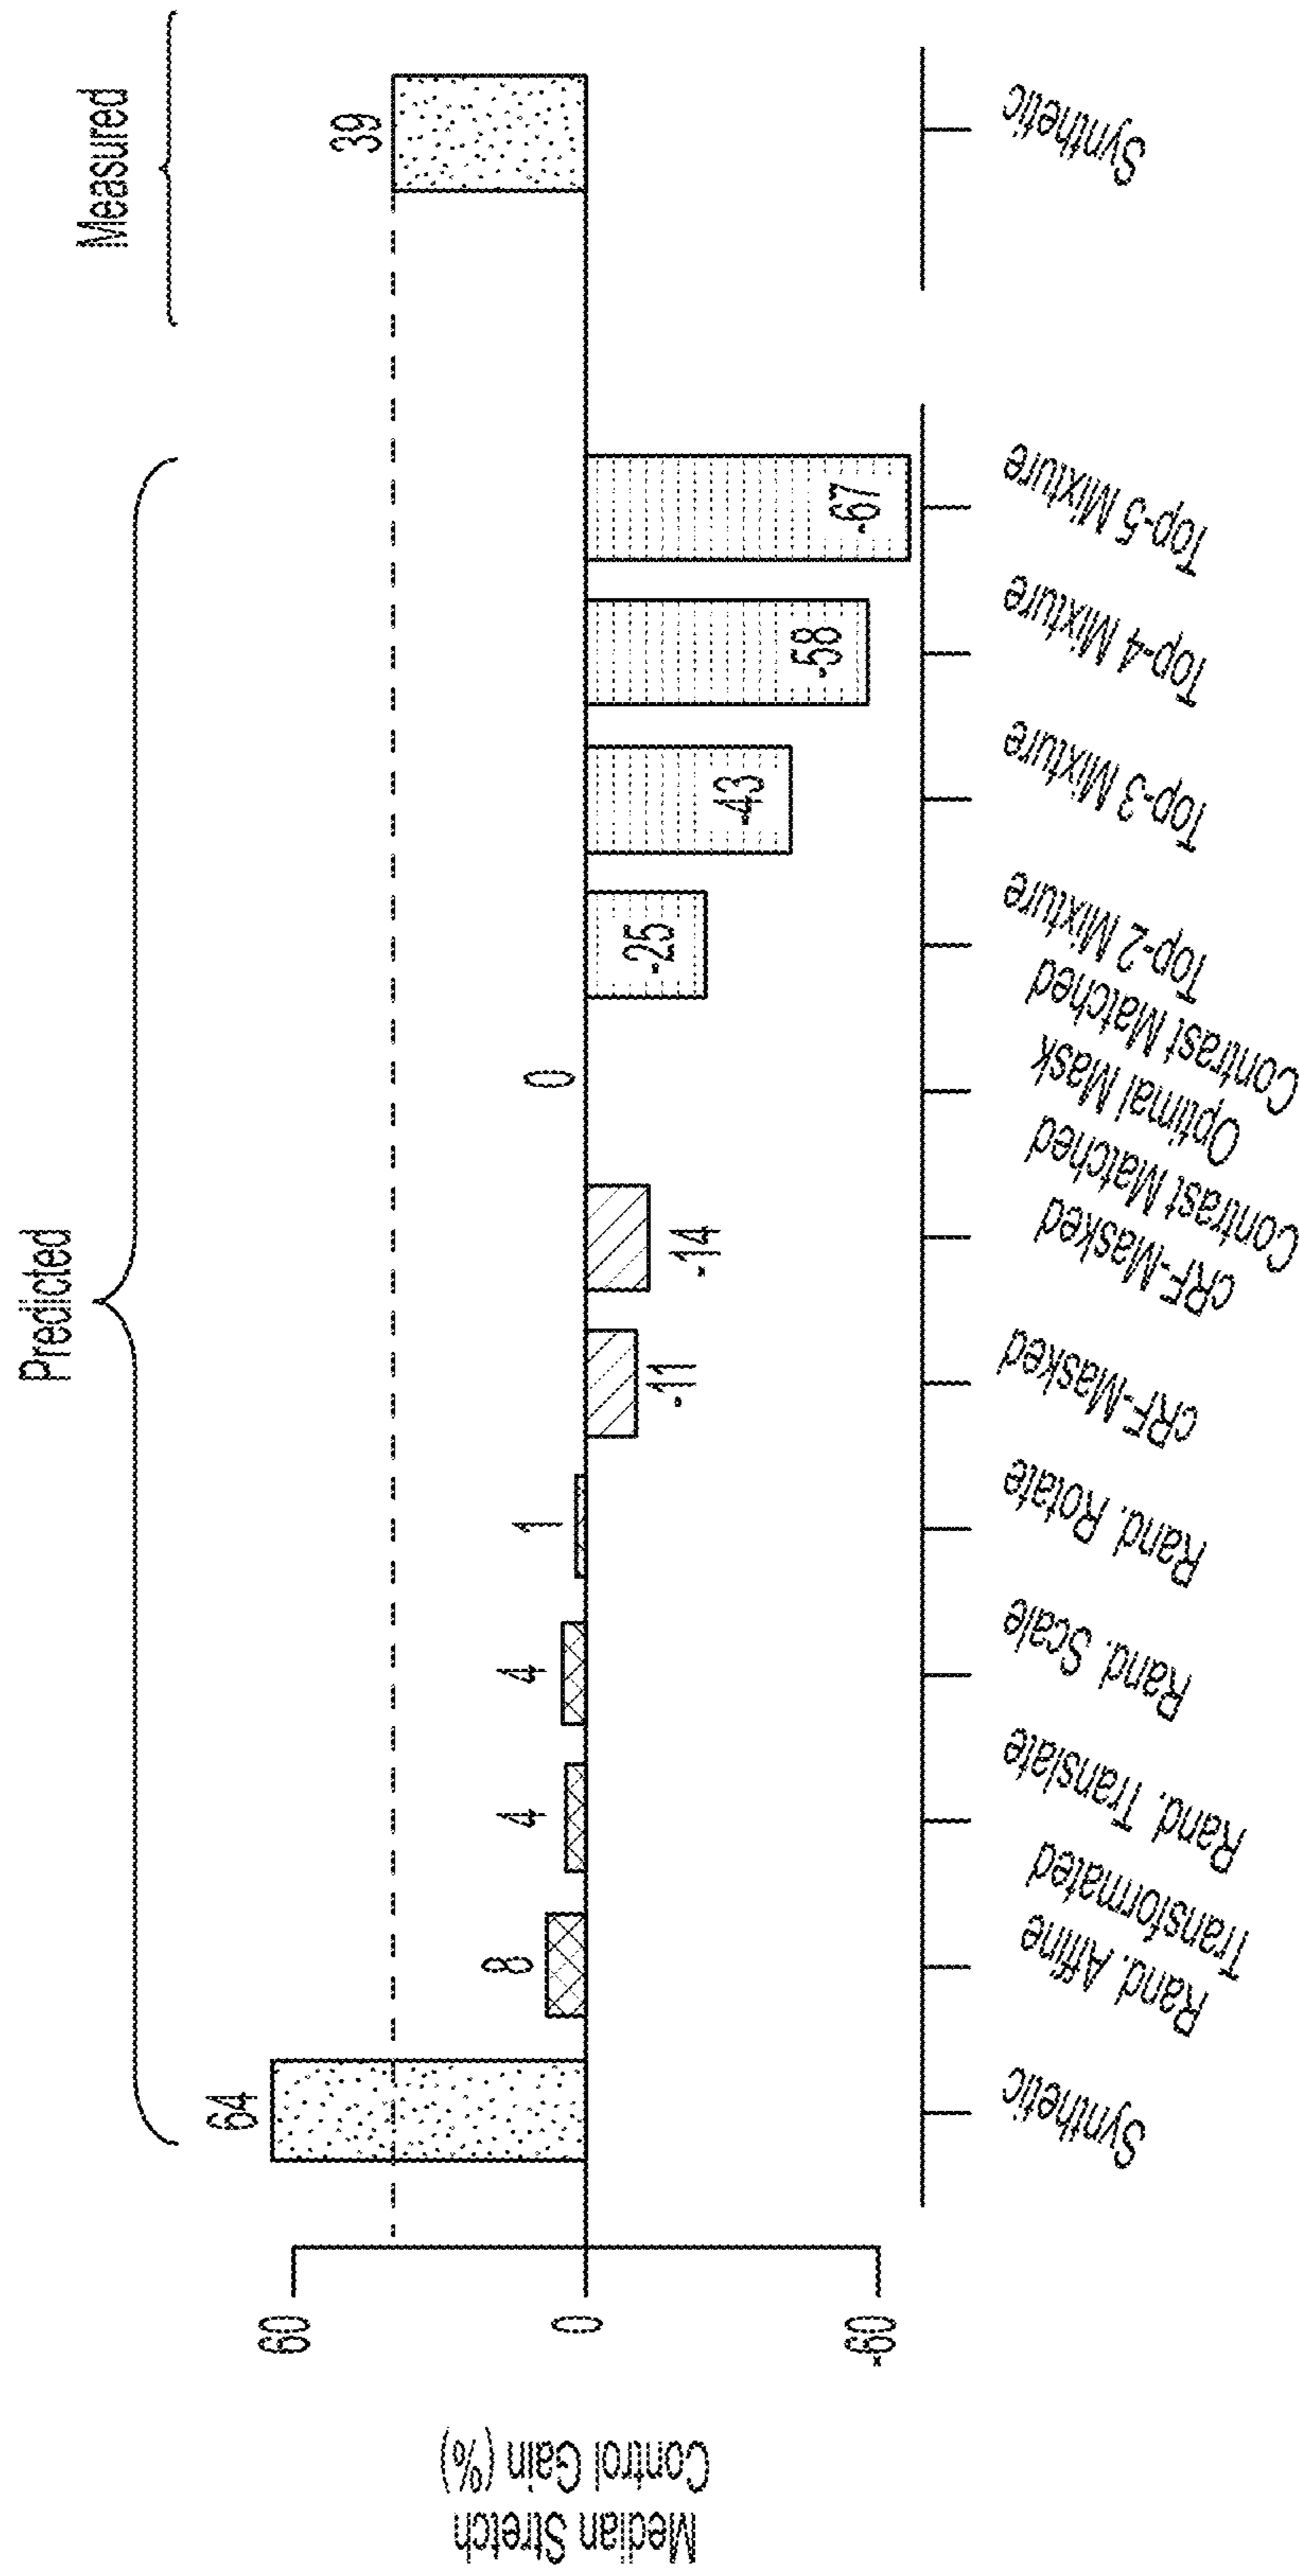 Predicted
Measured
Median Stretch
Control Gain (%)
60
0
-60
64
8
4
4
1
-11
-14
0
-25
-43
-58
-67
39
Synthetic
Rand. Affine
Transformated
Rand. Translate
Rand. Scale
Rand. Rotate
cRF-Masked
cRF-Masked
Contrast Matched
Optimal Mask
Contrast Matched
Top-2 Mixture
Top-3 Mixture
Top-4 Mixture
Top-5 Mixture
Synthetic